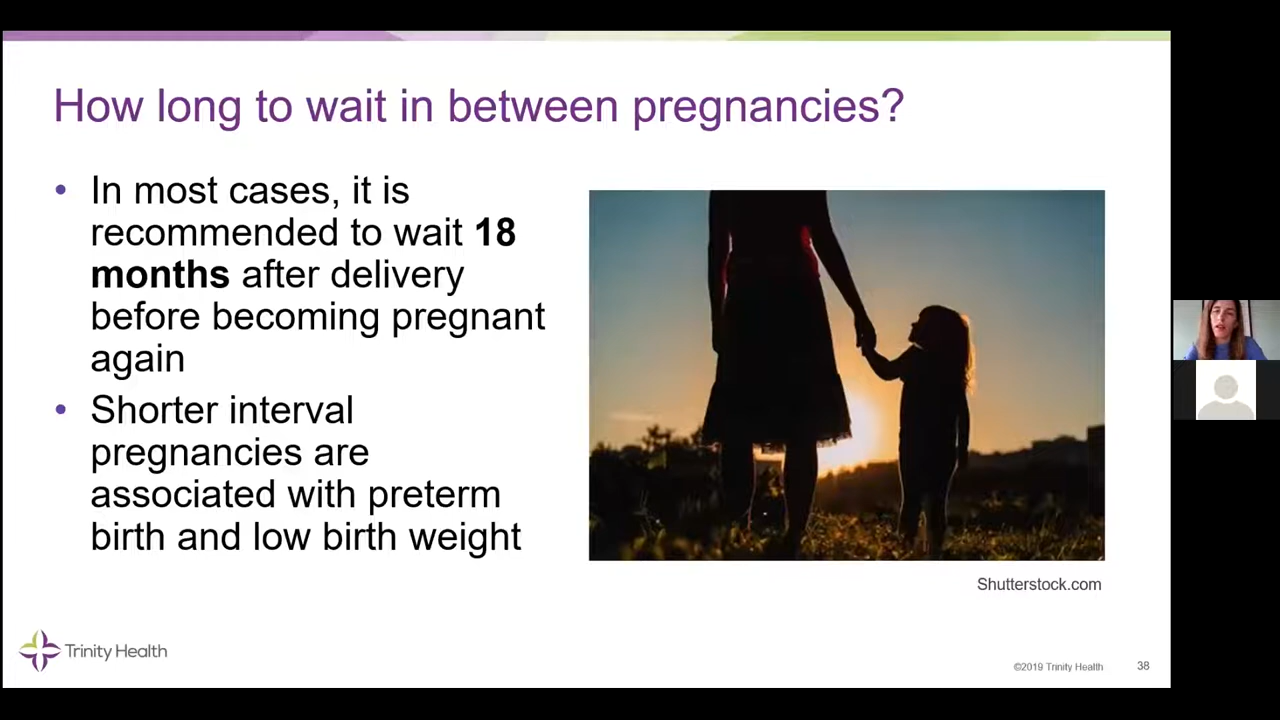 How long to wait in between pregnancies?
• In most cases, it is
recommended to wait 18
months after delivery
before becoming pregnant
again
• Shorter interval
pregnancies are
associated with preterm
birth and low birth weight
Shutterstock.com
Trinity Health
©2019 Trinity Health
38